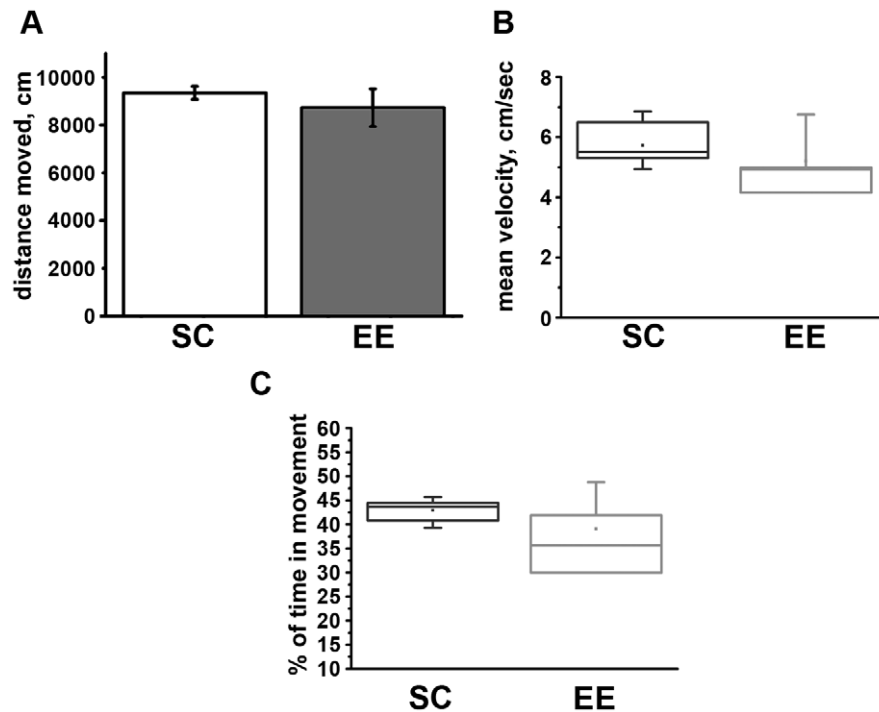 A
distance moved, cm
10000
8000
6000
4000
2000
0
SC EE
B
mean velocity, cm/sec
8
6
4
2
0
SC EE
C
% of time in movement
60
55
50
45
40
35
30
25
20
15
10
SC EE